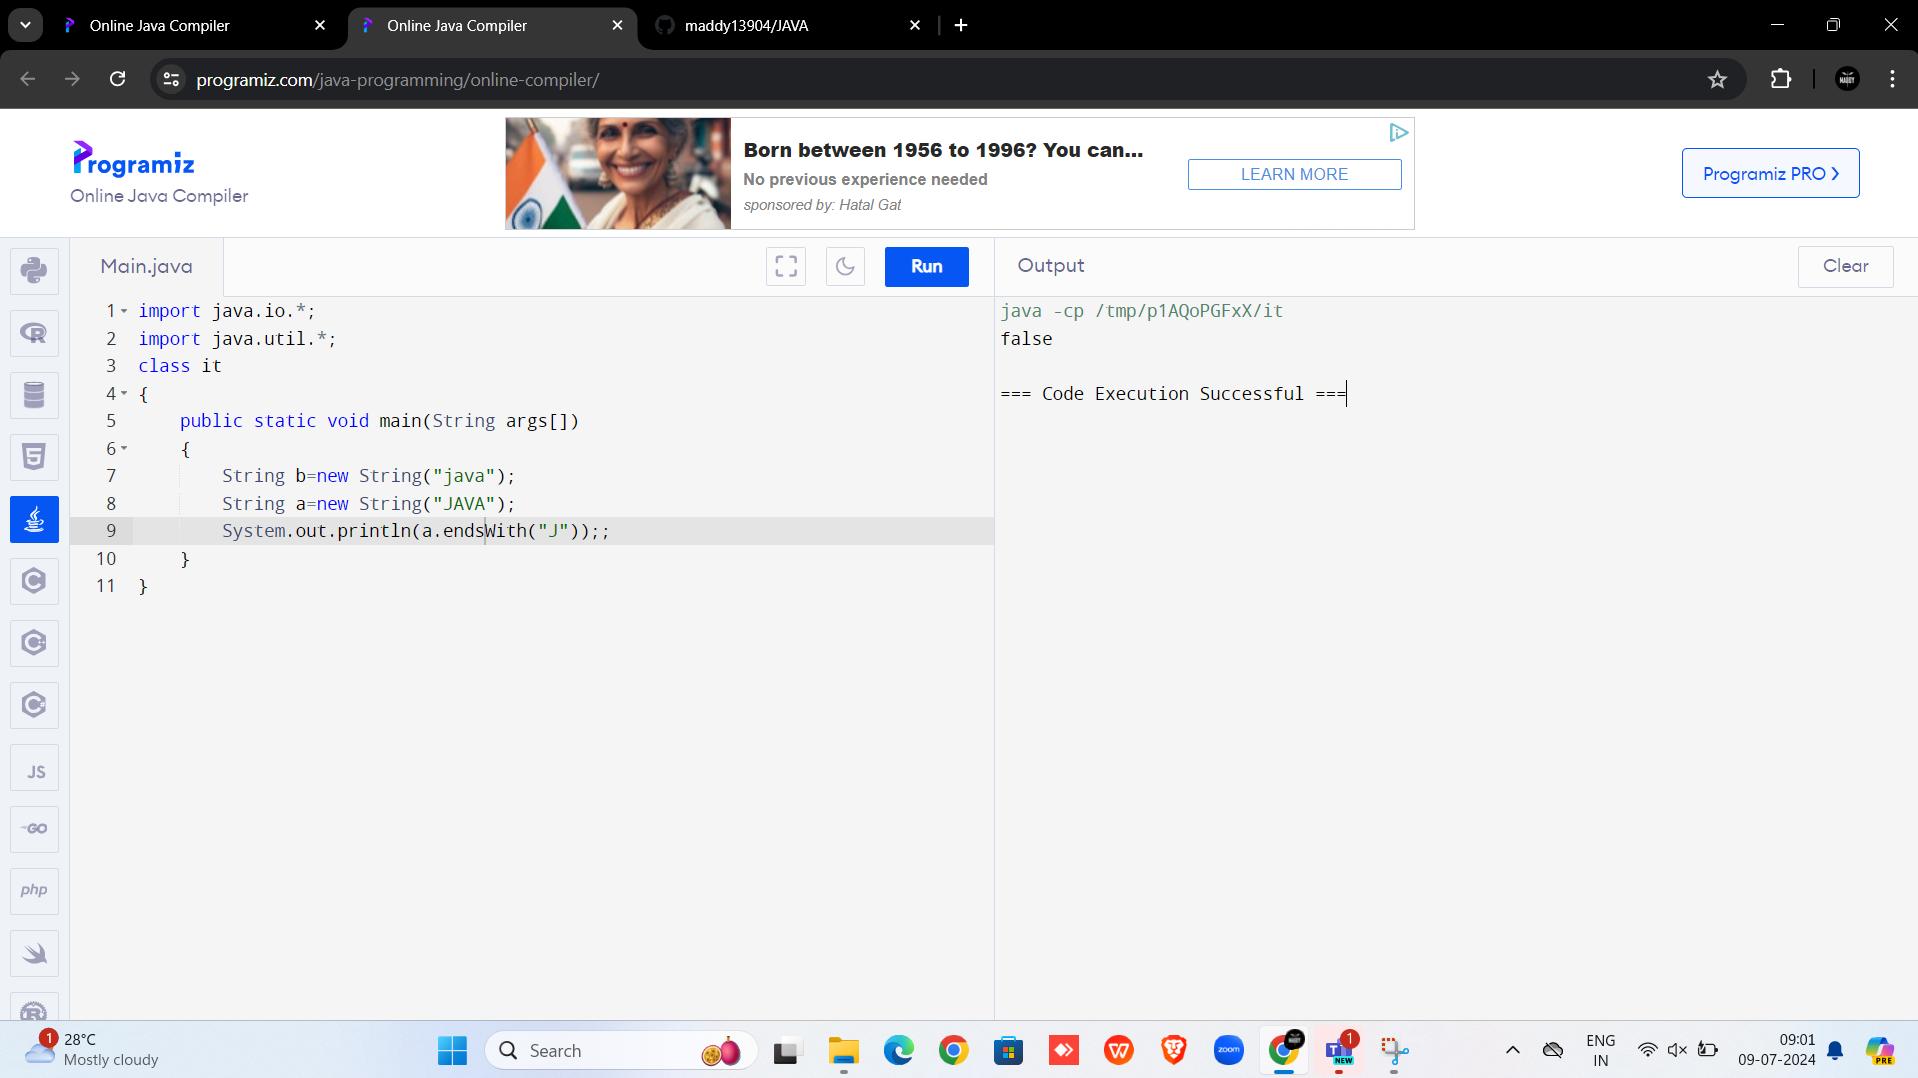 Online Java Compiler
Online Java Compiler
maddy13904/JAVA
programiz.com/java-programming/online-compiler/
Programiz
Online Java Compiler
Born between 1956 to 1996? You can...
No previous experience needed
sponsored by: Hatal Gat
LEARN MORE
Programiz PRO
Main.java
Run
Output
Clear
1 import java.io.*;
2 import java.util.*;
3 class it
4 {
5 public static void main(String args[])
6 {
7 String b=new String("java");
8 String a=new String("JAVA");
9 System.out.println(a.endsWith("J"));;
10 }
11 }
java -cp /tmp/p1AQoPGFxX/it
false
=== Code Execution Successful ===
R
5
C
C
C
JS
GO
php
1
28°C
Mostly cloudy
Search
W
zoom
MADDY
T
1
NEW
ENG
IN
09:01
09-07-2024
PRE